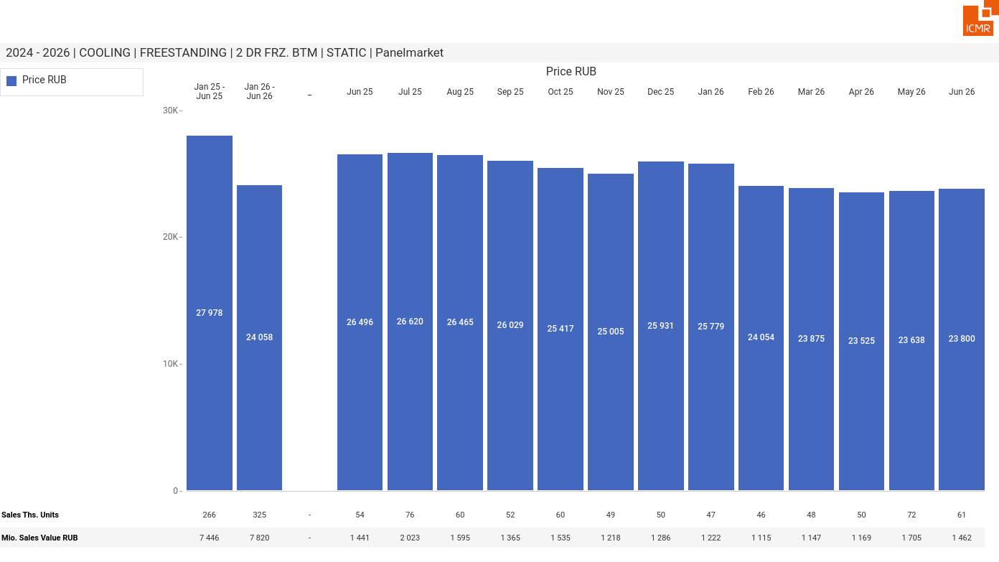 ICMR
2024 - 2026 | COOLING | FREESTANDING | 2 DR FRZ. BTM | STATIC | Panelmarket
Price RUB
Price RUB
Jan 25 - Jun 25 Jan 26 - Jun 26 – Jun 25 Jul 25 Aug 25 Sep 25 Oct 25 Nov 25 Dec 25 Jan 26 Feb 26 Mar 26 Apr 26 May 26 Jun 26
30K
20K
10K
0
27 978 24 058 26 496 26 620 26 465 26 029 25 417 25 005 25 931 25 779 24 054 23 875 23 525 23 638 23 800
Sales Ths. Units 266 325 - 54 76 60 52 60 49 50 47 46 48 50 72 61
Mio. Sales Value RUB 7 446 7 820 - 1 441 2 023 1 595 1 365 1 535 1 218 1 286 1 222 1 115 1 147 1 169 1 705 1 462